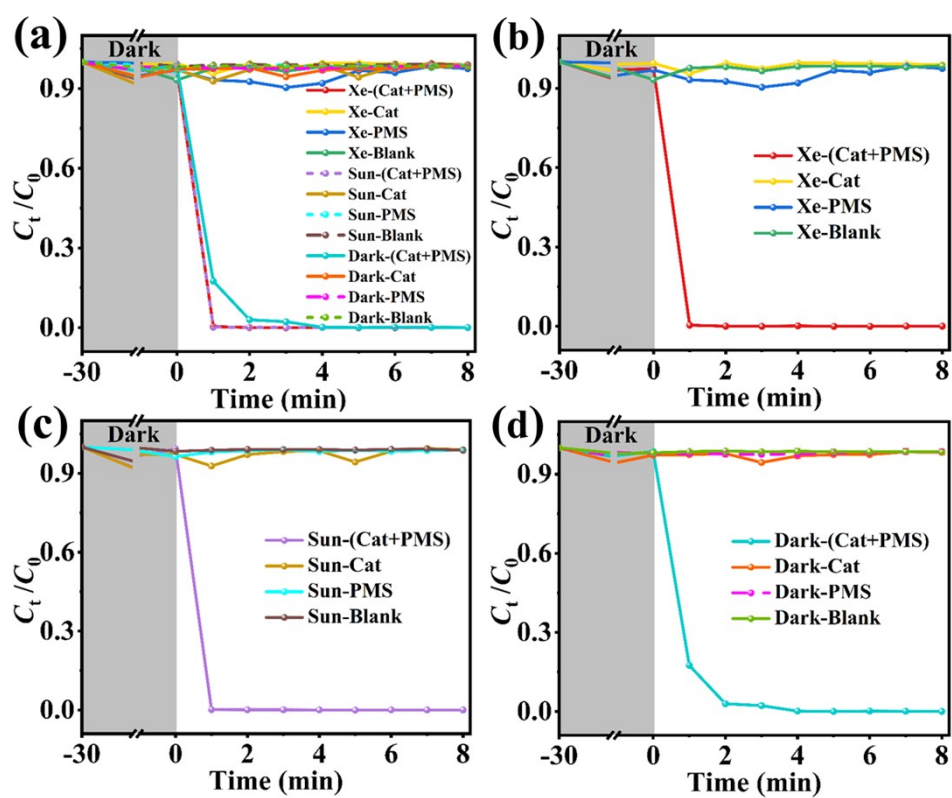 (a)
Dark
Xe-(Cat+PMS)
Xe-Cat
Xe-PMS
Xe-Blank
Sun-(Cat+PMS)
Sun-Cat
Sun-PMS
Sun-Blank
Dark-(Cat+PMS)
Dark-Cat
Dark-PMS
Dark-Blank
0.9
0.6
0.3
0.0
Ct /C0
-30 0 2 4 6 8
Time (min)
(b)
Dark
Xe-(Cat+PMS)
Xe-Cat
Xe-PMS
Xe-Blank
0.9
0.6
0.3
0.0
Ct /C0
-30 0 2 4 6 8
Time (min)
(c)
Dark
Sun-(Cat+PMS)
Sun-Cat
Sun-PMS
Sun-Blank
0.9
0.6
0.3
0.0
Ct /C0
-30 0 2 4 6 8
Time (min)
(d)
Dark
Dark-(Cat+PMS)
Dark-Cat
Dark-PMS
Dark-Blank
0.9
0.6
0.3
0.0
Ct /C0
-30 0 2 4 6 8
Time (min)